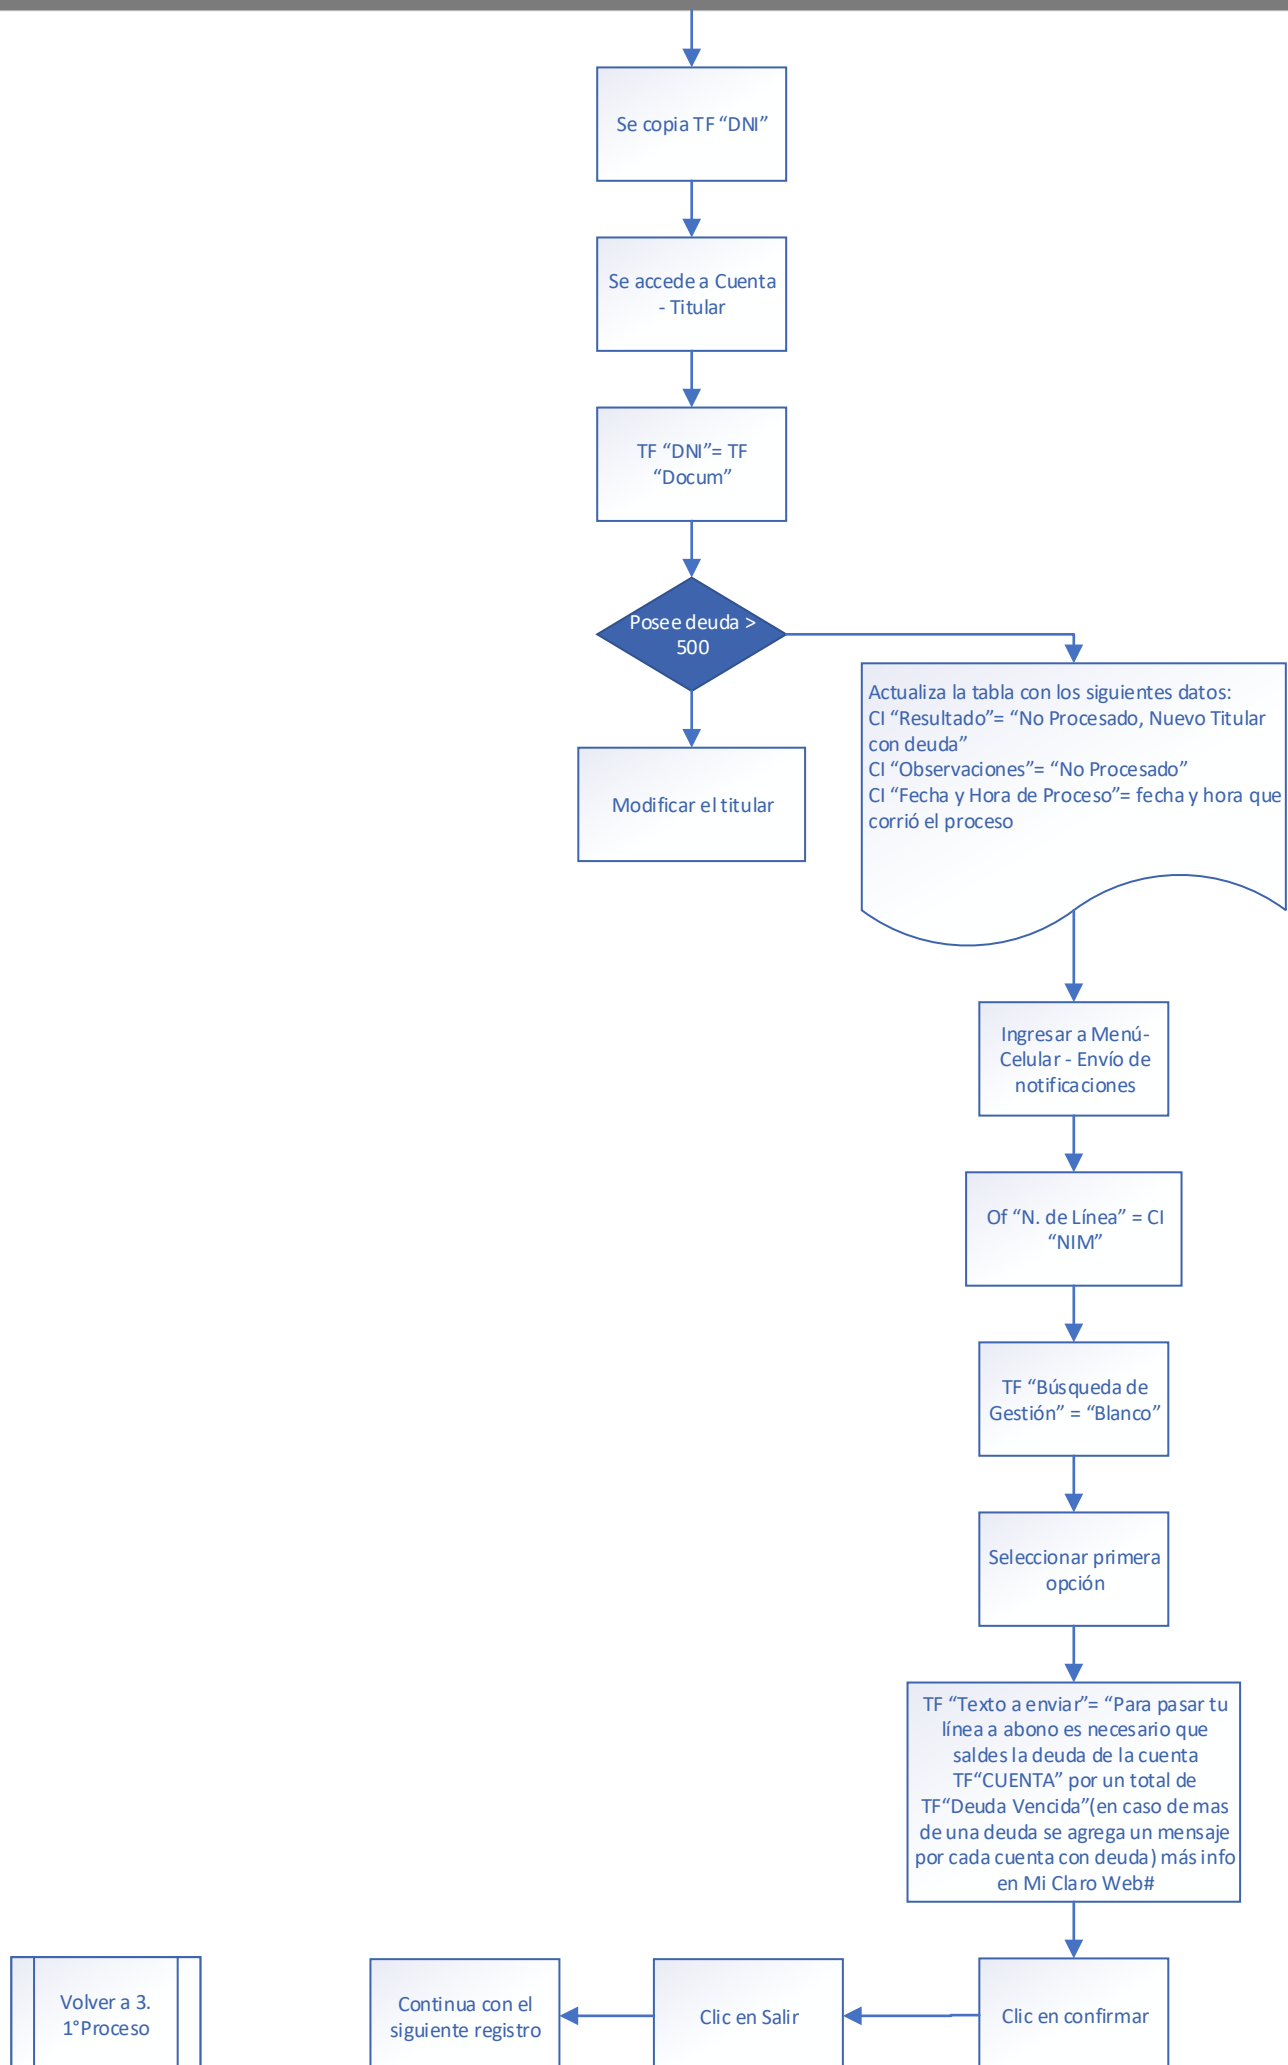 Se copia TF “DNI”
Se accede a Cuenta
- Titular
TF “DNI”= TF
“Docum”
Posee deuda >
500
Actualiza la tabla con los siguientes datos:
CI “Resultado”= “No Procesado, Nuevo Titular
con deuda”
CI “Observaciones”= “No Procesado”
CI “Fecha y Hora de Proceso”= fecha y hora que
corrió el proceso
Modificar el titular
Ingresar a Menú-
Celular - Envío de
notificaciones
Of “N. de Línea” = CI
“NIM”
TF “Búsqueda de
Gestión” = “Blanco”
Seleccionar primera
opción
TF “Texto a enviar”= “Para pasar tu
línea a abono es necesario que
saldes la deuda de la cuenta
TF“CUENTA” por un total de
TF“Deuda Vencida”(en caso de mas
de una deuda se agrega un mensaje
por cada cuenta con deuda) más info
en Mi Claro Web#
Volver a 3.
1°Proceso
Continua con el
siguiente registro
Clic en Salir
Clic en confirmar